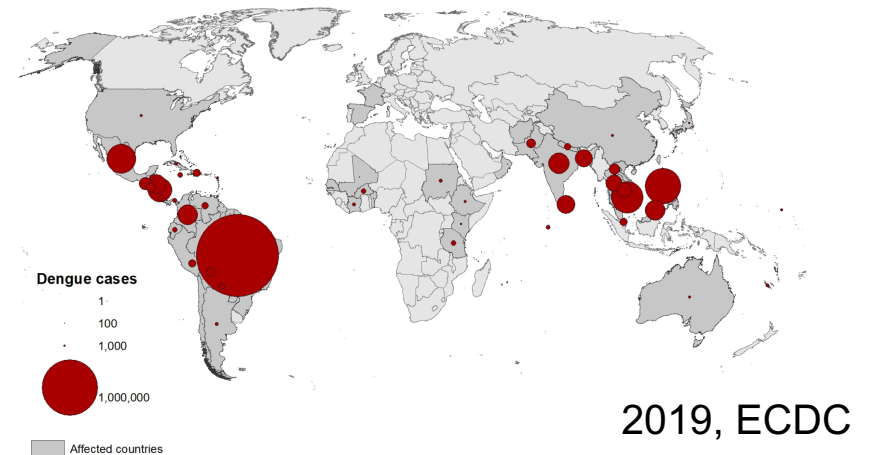 Dengue cases
1
100
1,000
1,000,000
Affected countries
2019, ECDC